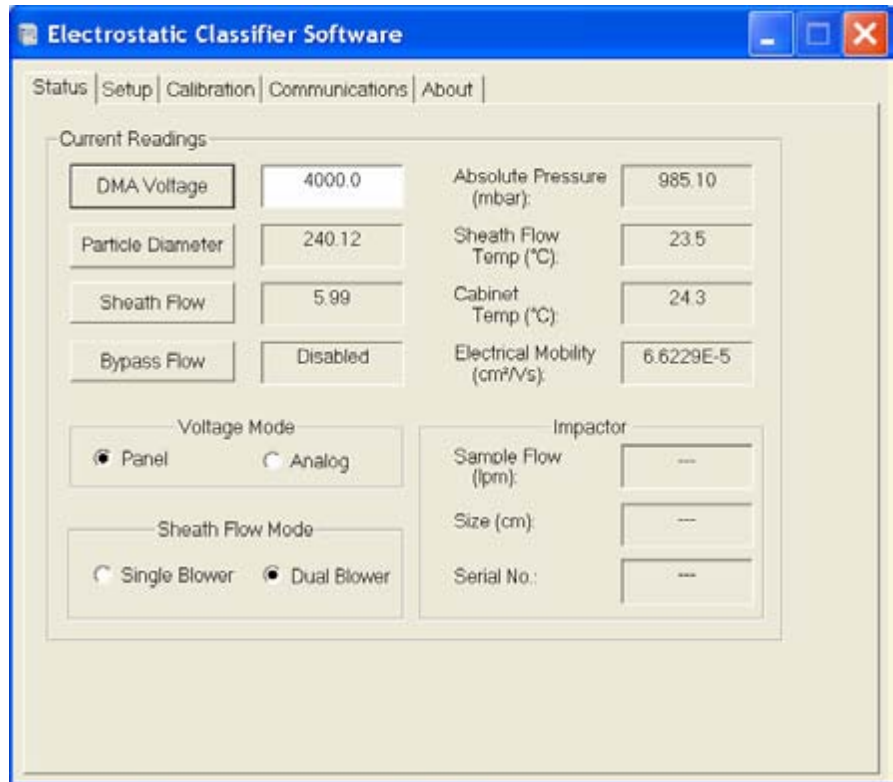 Electrostatic Classifier Software
Status Setup Calibration Communications About
Current Readings
DMA Voltage 4000.0
Particle Diameter 240.12
Sheath Flow 5.99
Bypass Flow Disabled
Absolute Pressure
(mbar): 985.10
Sheath Flow
Temp (°C): 23.5
Cabinet
Temp (°C): 24.3
Electrical Mobility
(cm²/Vs): 6.6229E-5
Voltage Mode
Panel Analog
Sheath Flow Mode
Single Blower Dual Blower
Impactor
Sample Flow
(lpm): ---
Size (cm): ---
Serial No.: ---